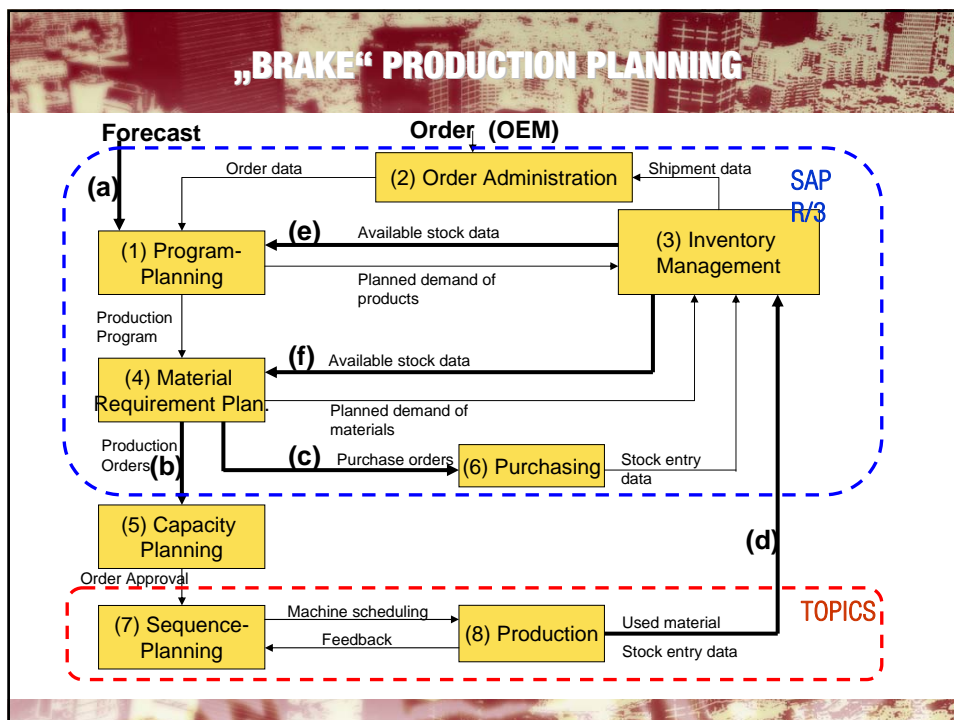 „BRAKE“ PRODUCTION PLANNING
Forecast
Order (OEM)
(a)
Order data
(2) Order Administration
Shipment data
SAP
R/3
(1) Program-
Planning
(e)
Available stock data
(3) Inventory
Management
Planned demand of
products
Production
Program
(f)
Available stock data
(4) Material
Requirement Plan.
Planned demand of
materials
Production
Orders
(b)
(c)
Purchase orders
(6) Purchasing
Stock entry
data
(5) Capacity
Planning
(d)
Order Approval
(7) Sequence-
Planning
Machine scheduling
Feedback
(8) Production
Used material
Stock entry data
TOPICS